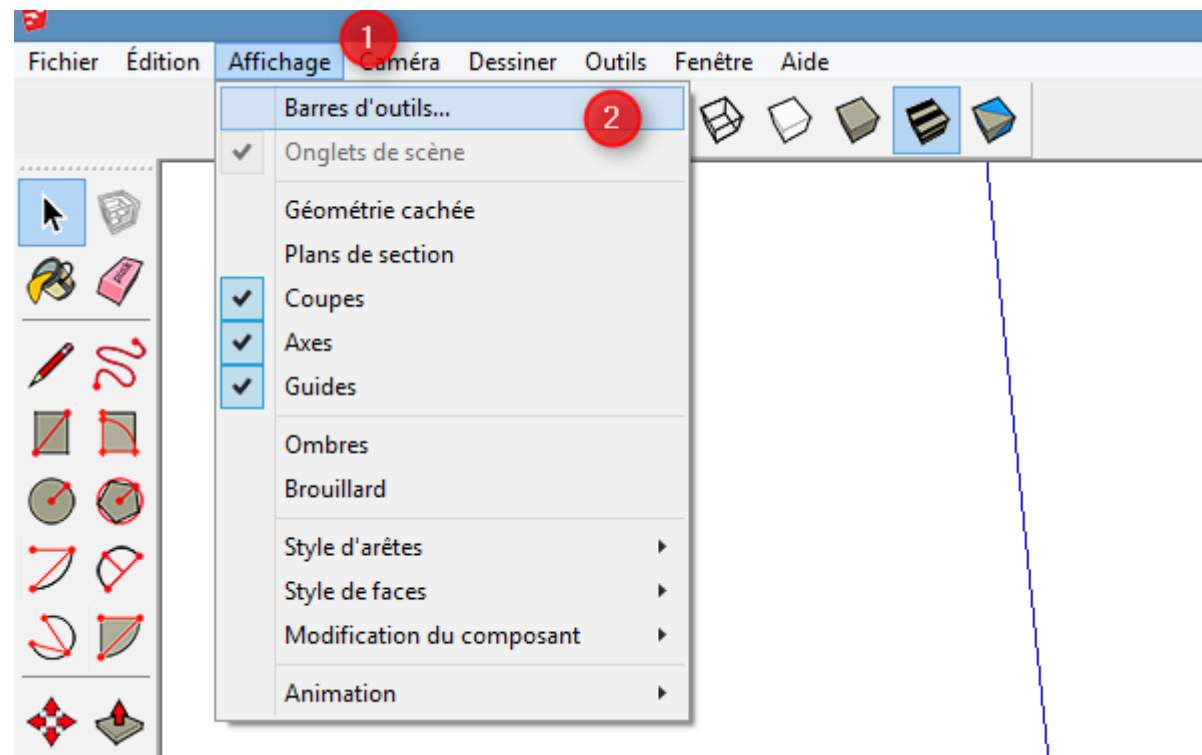 1
Fichier Édition Affichage Caméra Dessiner Outils Fenêtre Aide
Barres d'outils... 2
Onglets de scène
Géométrie cachée
Plans de section
Coupes
Axes
Guides
Ombres
Brouillard
Style d'arêtes
Style de faces
Modification du composant
Animation